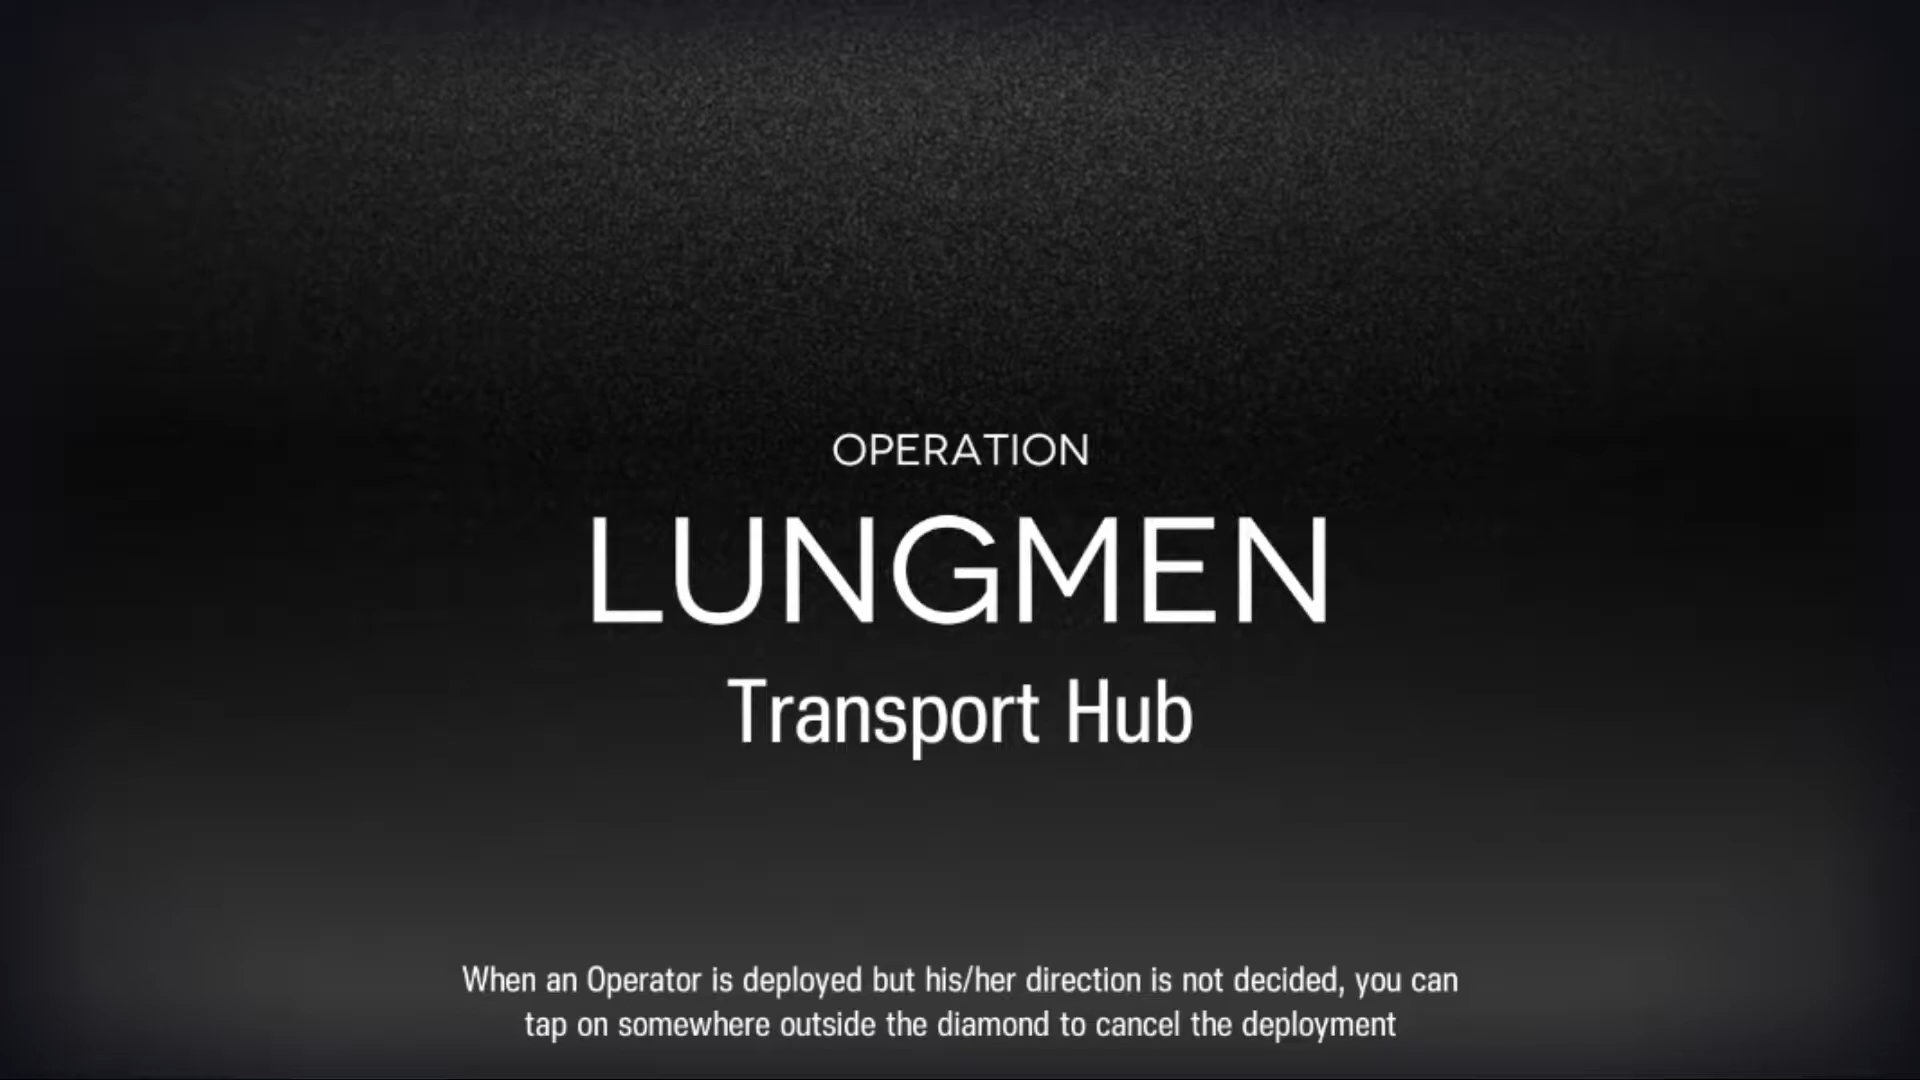 OPERATION
LUNGMEN
Transport Hub
When an Operator is deployed but his/her direction is not decided, you can
tap on somewhere outside the diamond to cancel the deployment